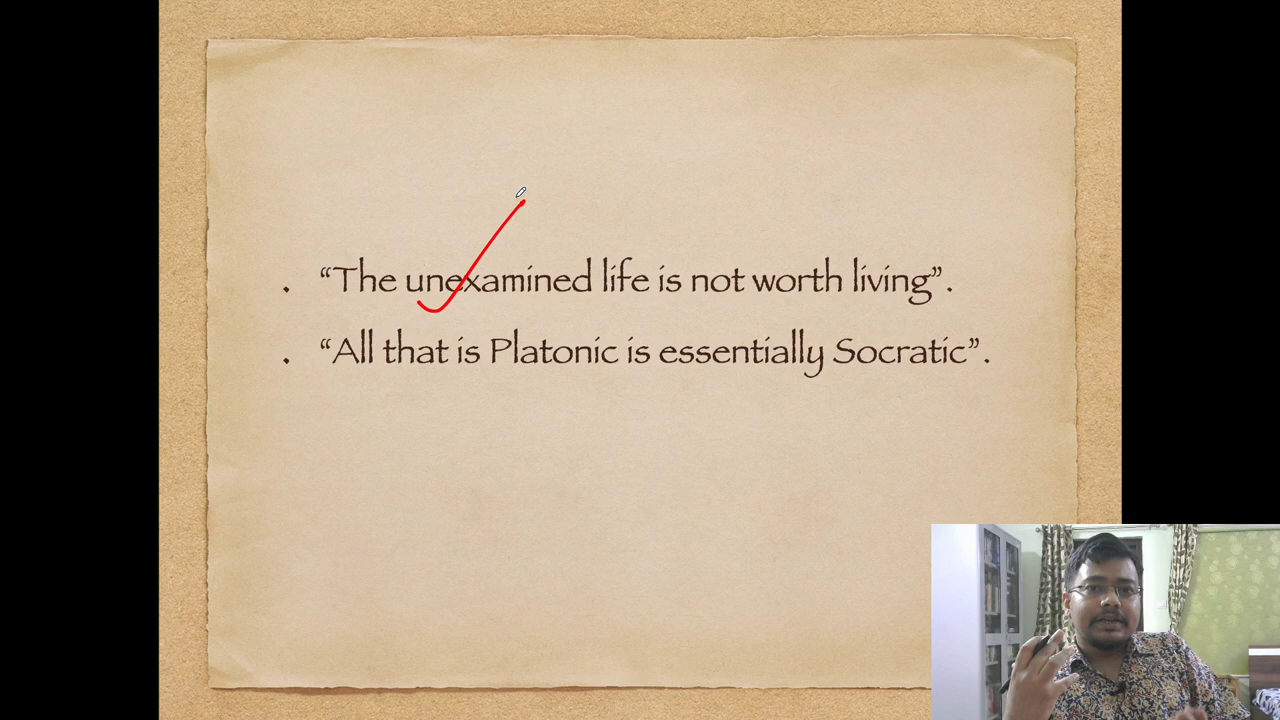 . “The unexamined life is not worth living”.
. “All that is Platonic is essentially Socratic”.